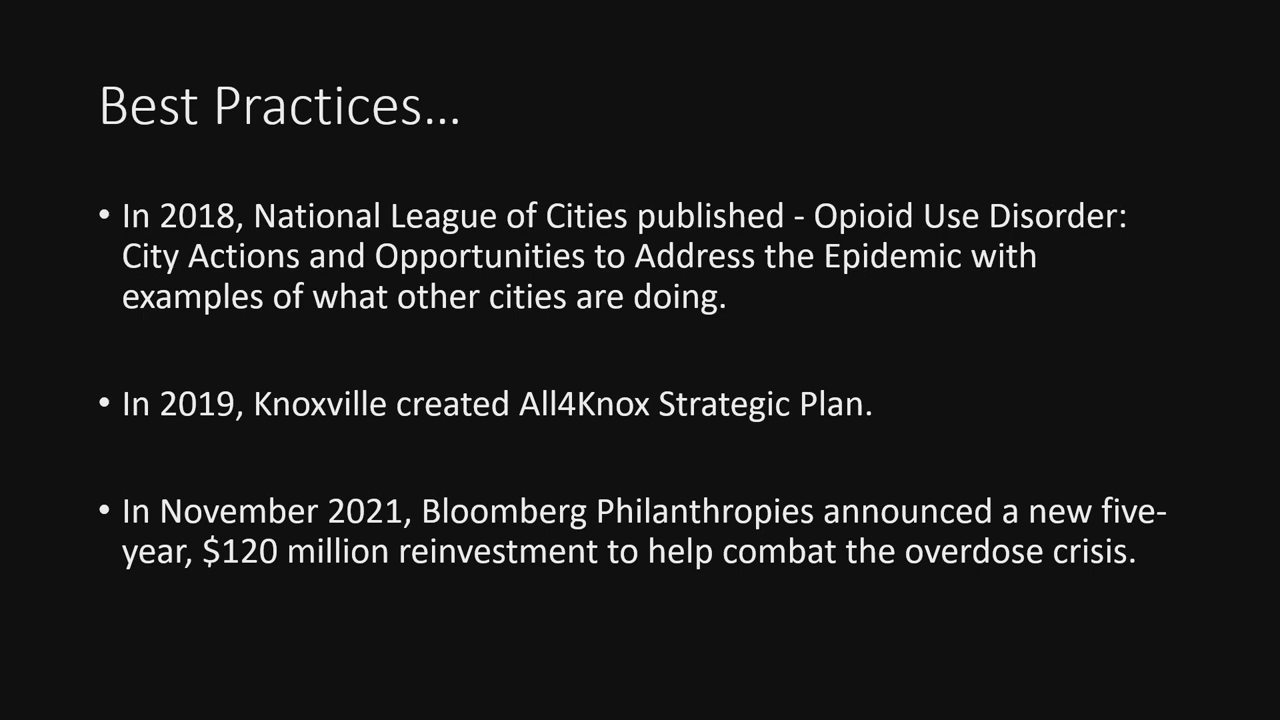 Best Practices...
• In 2018, National League of Cities published - Opioid Use Disorder:
City Actions and Opportunities to Address the Epidemic with
examples of what other cities are doing.
• In 2019, Knoxville created All4Knox Strategic Plan.
• In November 2021, Bloomberg Philanthropies announced a new five-
year, $120 million reinvestment to help combat the overdose crisis.